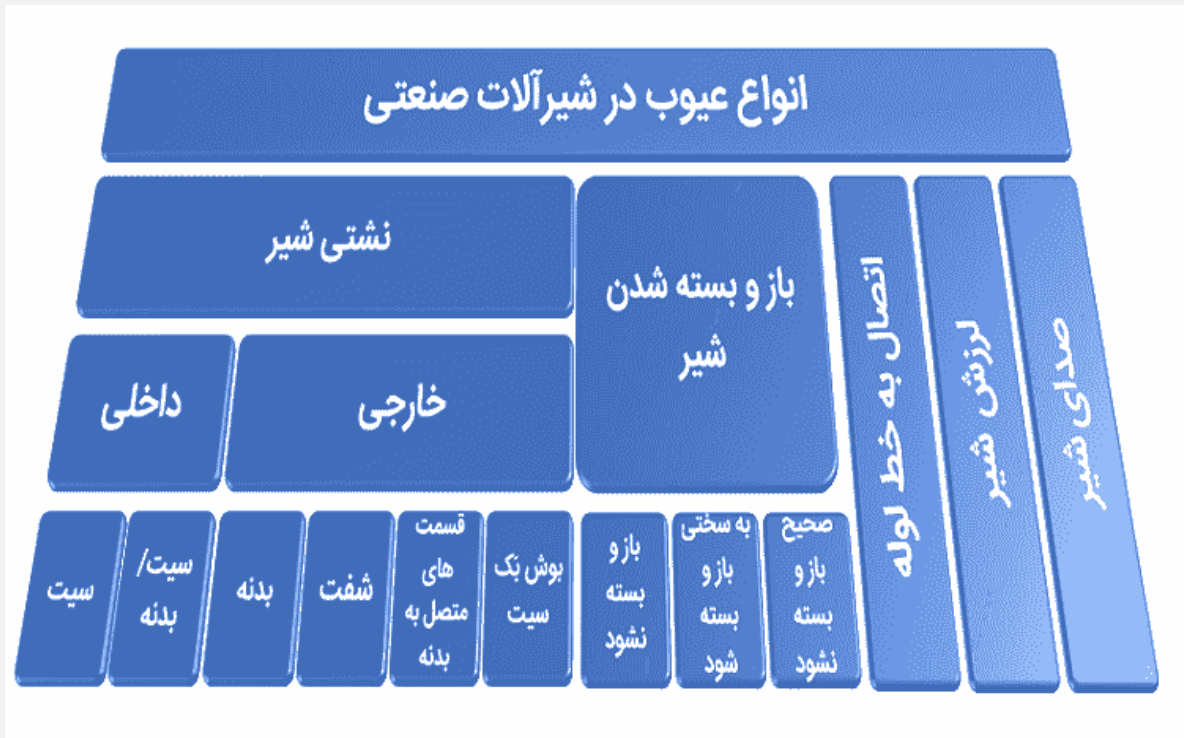 انواع عیوب در شیرآلات صنعتی
صدای شیر
لرزش شیر
اتصال به خط لوله
باز و بسته شدن
شیر
صحیح
باز و
بسته
نشود
به سختی
باز و
بسته
شود
باز و
بسته
نشود
نشتی شیر
خارجی
بوش بَک
سیت
قسمت
های
متصل به
بدنه
شفت
بدنه
داخلی
سیت/
بدنه
سیت